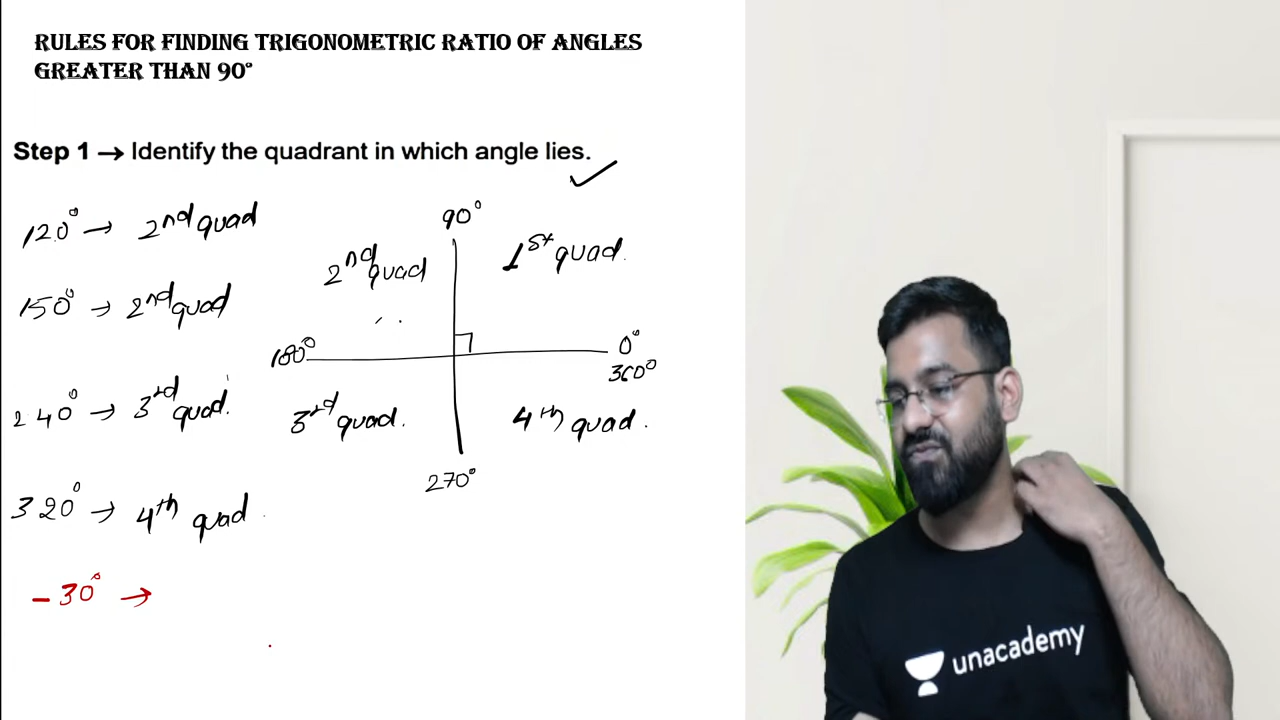 RULES FOR FINDING TRIGONOMETRIC RATIO OF ANGLES
GREATER THAN 90°
Step 1 → Identify the quadrant in which angle lies.
120° → 2nd quad
150° → 2nd quad
240° → 3rd quad.
320° → 4th quad
-30° →
90°
2nd quad
1st quad.
180°
0°
360°
3rd quad.
4th quad.
270°
unacademy